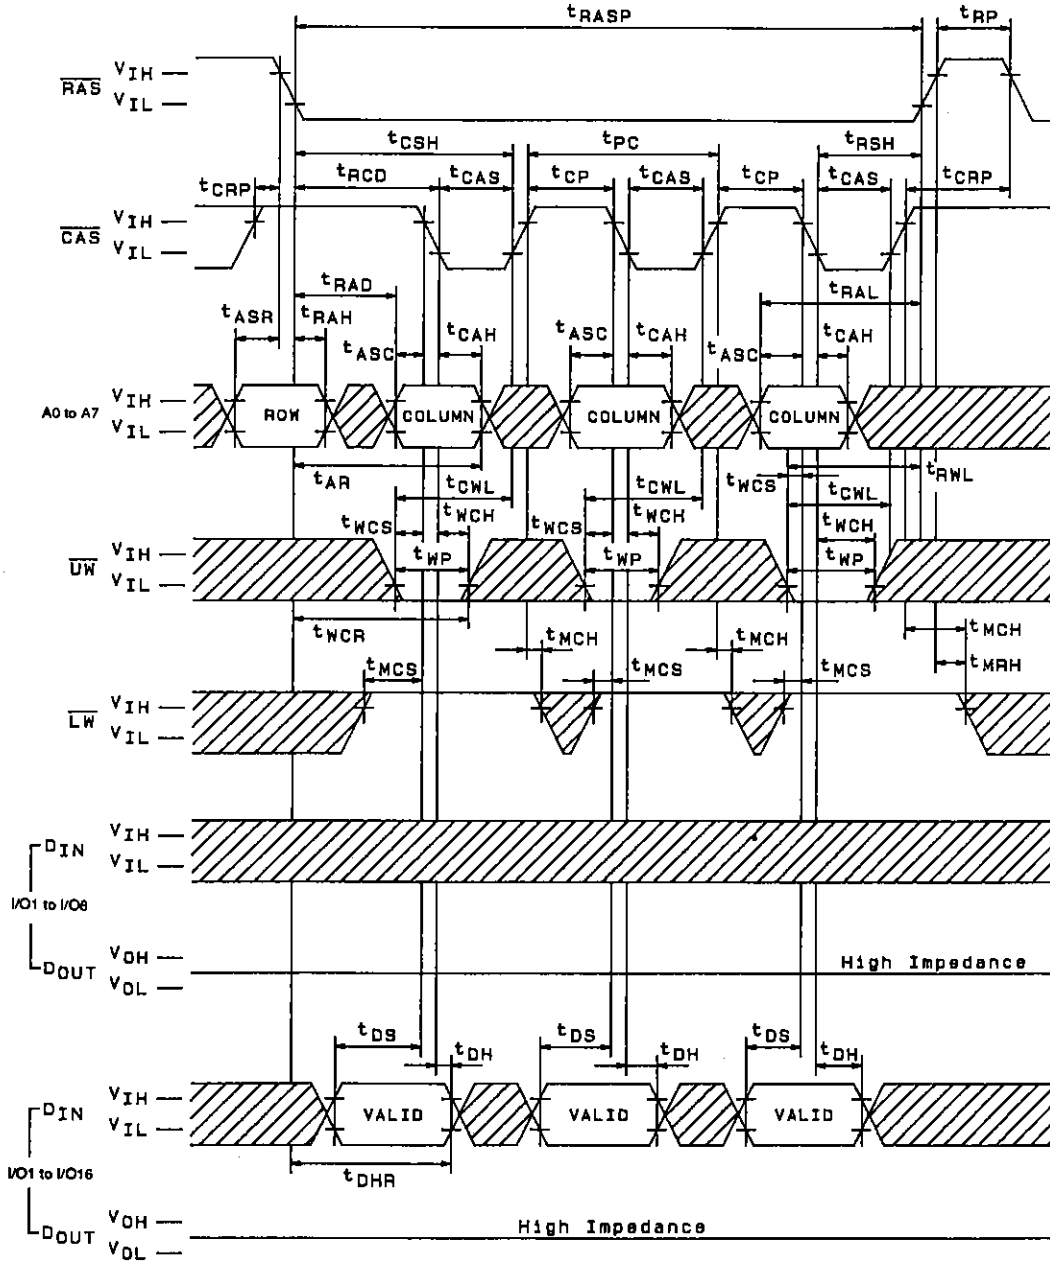 tRASP tRP
RAS VIH
VIL
tCSH tPC tRSH
tCRP tRCD tCAS tCP tCAS tCP tCAS tCRP
CAS VIH
VIL
tRAD tRAL
tASR tRAH tASC tCAH tASC tCAH tASC tCAH
A0 to A7 VIH
VIL
ROW COLUMN COLUMN COLUMN
tAR tCWL tCWL tWCS tRWL
tCWL
tWCS tWCH tWCS tWCH tWCH
UW VIH
VIL
tWP tWP tWP
tWCR tMCH tMCH tMCH
tMCS tMCS tMCS tMRH
LW VIH
VIL
DIN VIH
VIL
I/O1 to I/O8
DOUT VOH
VOL
High Impedance
tDS tDH tDS tDH tDS tDH
DIN VIH
VIL
VALID VALID VALID
I/O1 to I/O16
tDHR
DOUT VOH
VOL
High Impedance